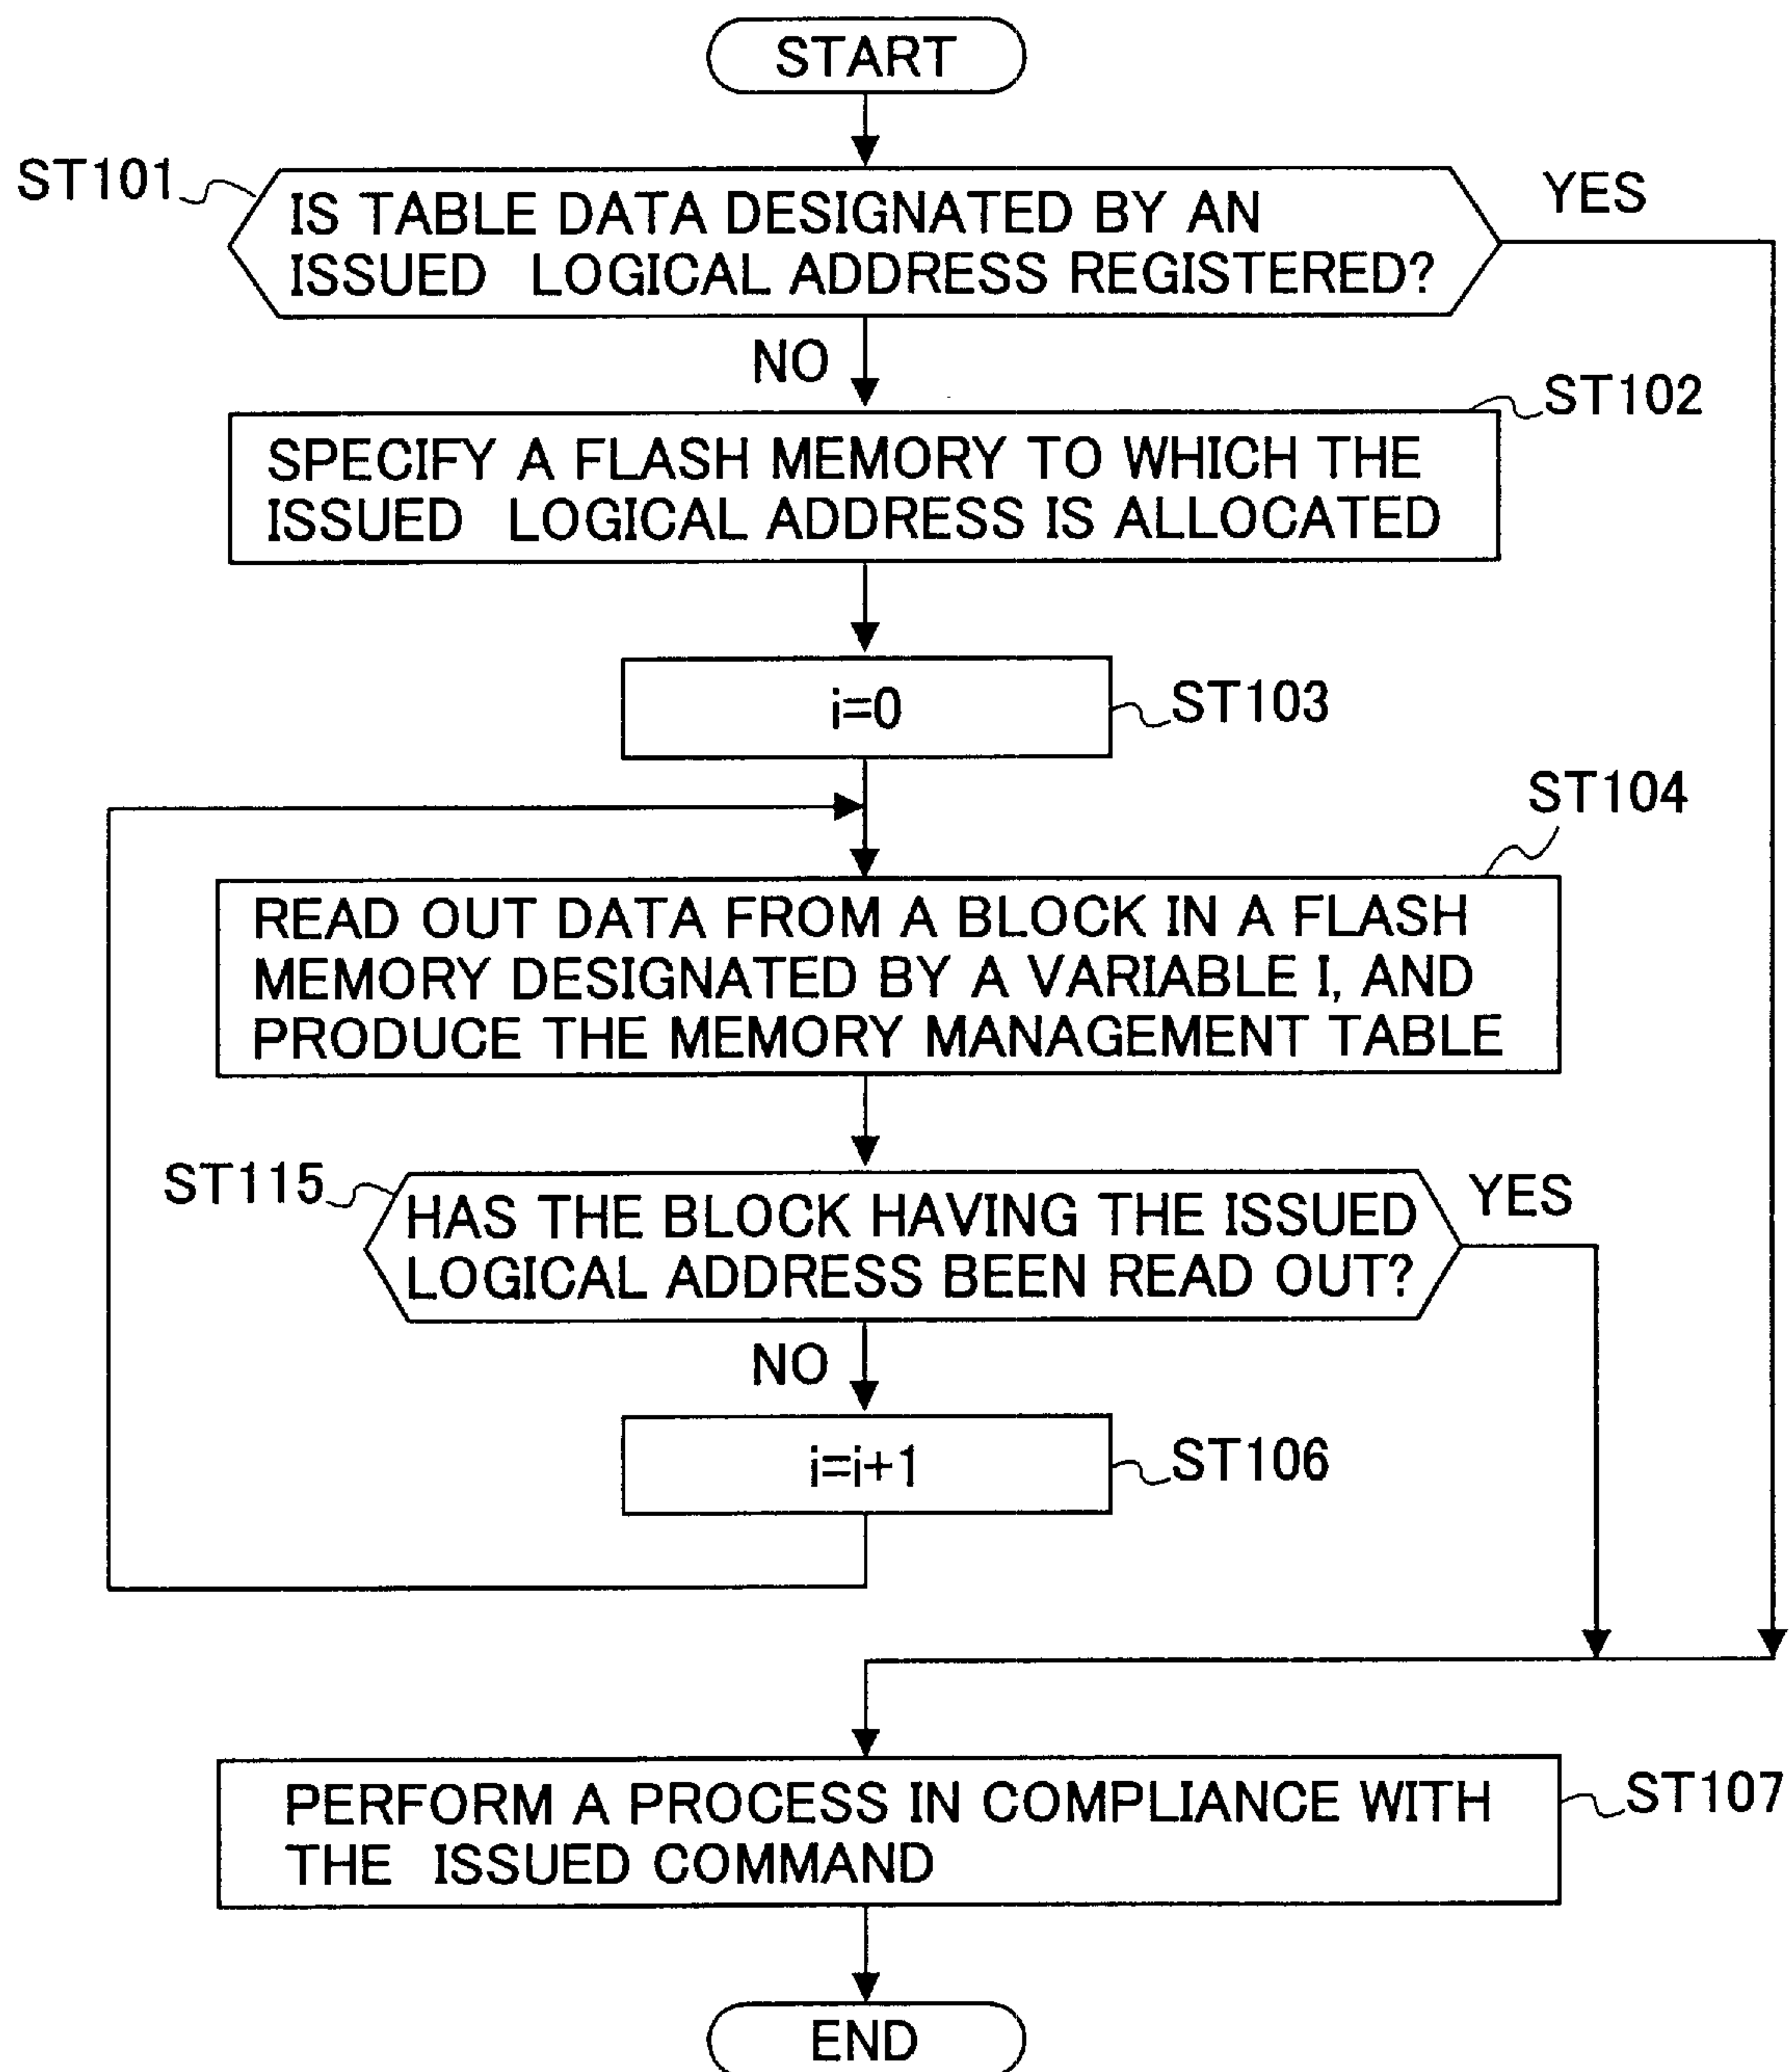 START
ST101
YES
IS TABLE DATA DESIGNATED BY AN
ISSUED LOGICAL ADDRESS REGISTERED?
NO
ST102
SPECIFY A FLASH MEMORY TO WHICH THE
ISSUED LOGICAL ADDRESS IS ALLOCATED
i=0
ST103
ST104
READ OUT DATA FROM A BLOCK IN A FLASH
MEMORY DESIGNATED BY A VARIABLE I, AND
PRODUCE THE MEMORY MANAGEMENT TABLE
ST115
YES
HAS THE BLOCK HAVING THE ISSUED
LOGICAL ADDRESS BEEN READ OUT?
NO
i=i+1
ST106
PERFORM A PROCESS IN COMPLIANCE WITH
THE ISSUED COMMAND
ST107
END